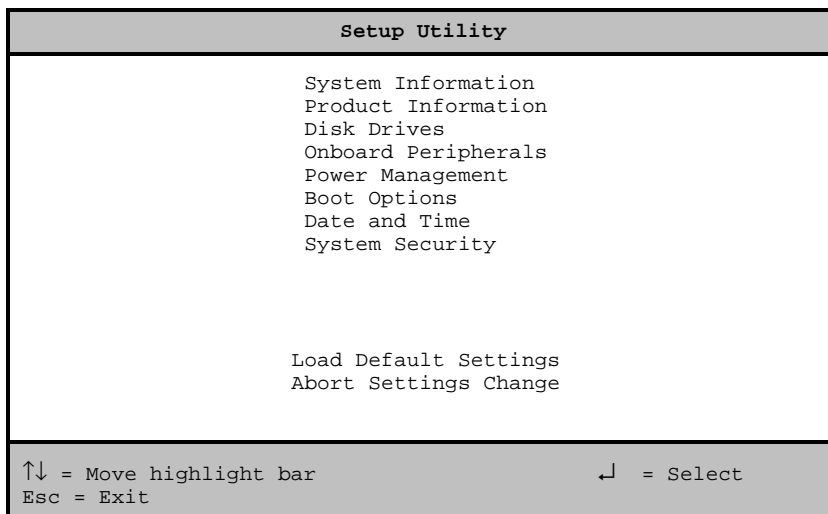 Setup Utility
System Information
Product Information
Disk Drives
Onboard Peripherals
Power Management
Boot Options
Date and Time
System Security
Load Default Settings
Abort Settings Change
↑↓ = Move highlight bar ↵ = Select
Esc = Exit